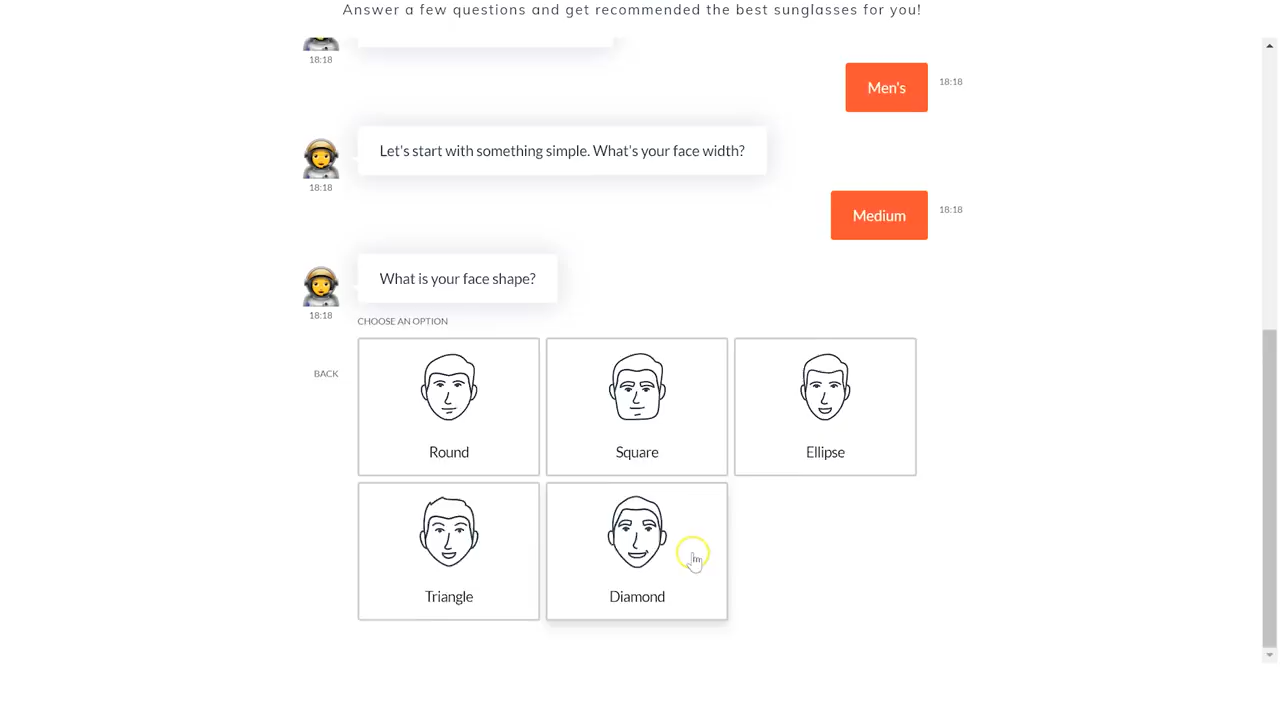 Answer a few questions and get recommended the best sunglasses for you!
18:18
Men's
18:18
Let's start with something simple. What's your face width?
18:18
Medium
18:18
What is your face shape?
18:18
CHOOSE AN OPTION
BACK
Round
Square
Ellipse
Triangle
Diamond